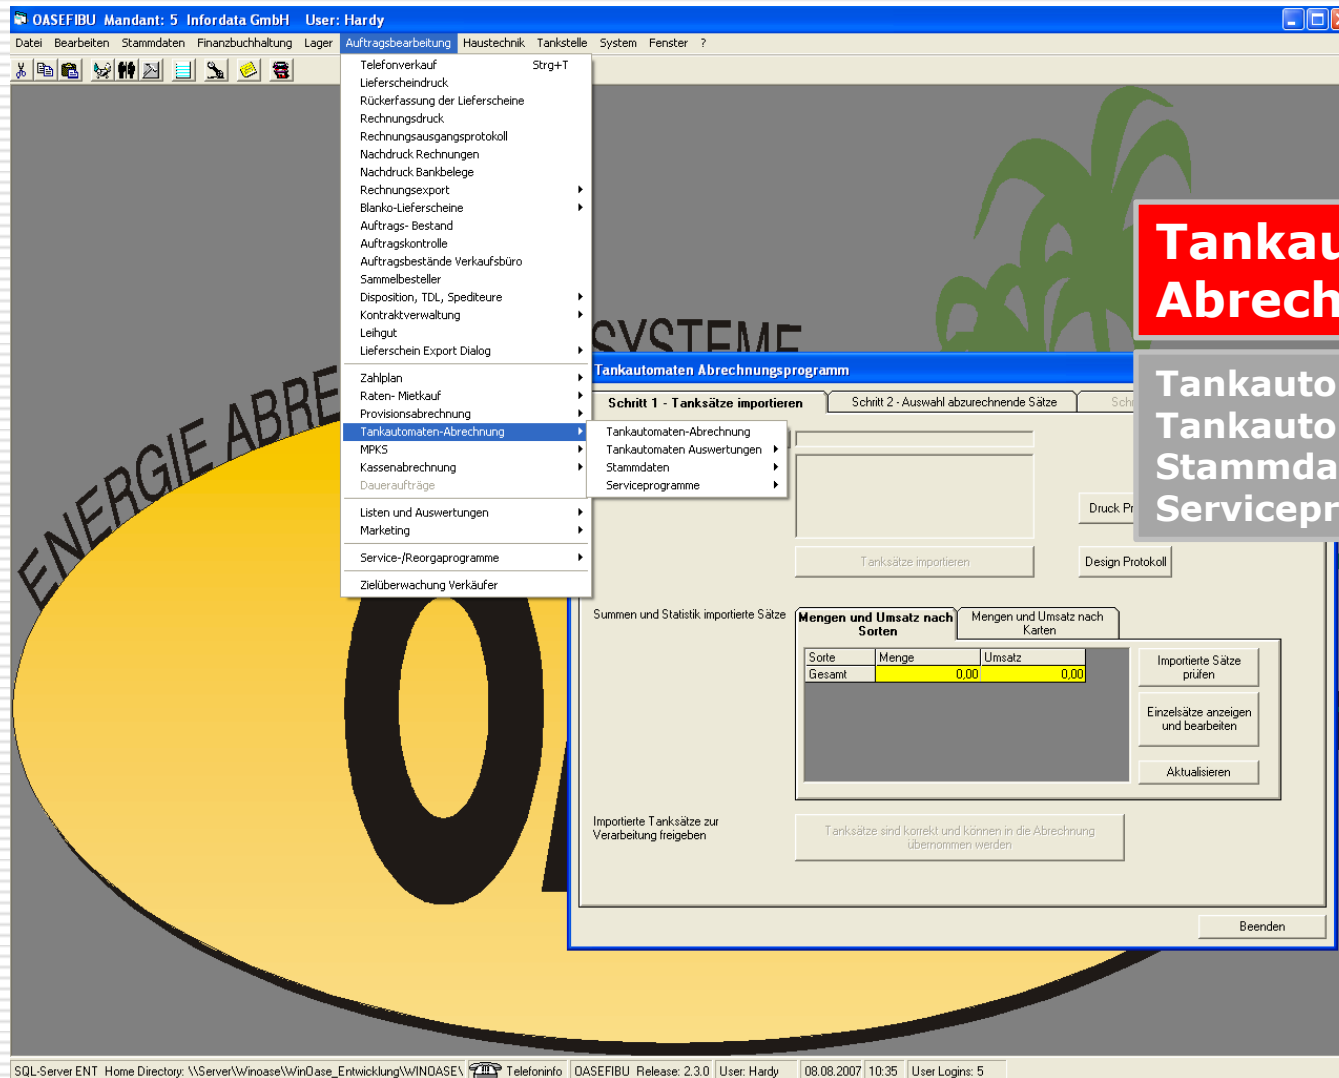 OASEFIBU Mandant: 5 Infordata GmbH User: Hardy
Datei Bearbeiten Stammdaten Finanzbuchhaltung Lager Auftragsbearbeitung Haustechnik Tankstelle System Fenster ?
Telefonverkauf Strg+T
Lieferscheindruck
Rückerfassung der Lieferscheine
Rechnungsdruck
Rechnungsausgangsprotokoll
Nachdruck Rechnungen
Nachdruck Bankbelege
Rechnungsexport
Blanko-Lieferscheine
Auftrags- Bestand
Auftragskontrolle
Auftragsbestände Verkaufsbüro
Sammelbesteller
Disposition, TDL, Spediteure
Kontraktverwaltung
Leihgut
Lieferschein Export Dialog
Zahlplan
Raten- Mietkauf
Provisionsabrechnung
Tankautomaten-Abrechnung
MPKS
Kassenabrechnung
Daueraufträge
Listen und Auswertungen
Marketing
Service-/Reorgaprogramme
Zielüberwachung Verkäufer
Tankautomaten-Abrechnung
Tankautomaten Auswertungen
Stammdaten
Serviceprogramme
ENERGIE ABRE
SYSTEME
O
Tankau
Abrech
Tankauto
Tankauto
Stammda
Servicepr
Tankautomaten Abrechnungsprogramm
Schritt 1 - Tanksätze importieren
Schritt 2 - Auswahl abzurechnende Sätze
Schr
Druck Pr
Tanksätze importieren
Design Protokoll
Summen und Statistik importierte Sätze
Mengen und Umsatz nach
Sorten
Mengen und Umsatz nach
Karten
Sorte Menge Umsatz
Gesamt 0,00 0,00
Importierte Sätze
prüfen
Einzelsätze anzeigen
und bearbeiten
Aktualisieren
Importierte Tanksätze zur
Verarbeitung freigeben
Tanksätze sind korrekt und können in die Abrechnung
übernommen werden
Beenden
SQL-Server ENT Home Directory: \\Server\Winoase\WinOase_Entwicklung\WINOASE\ Telefoninfo OASEFIBU Release: 2.3.0 User: Hardy 08.08.2007 10:35 User Logins: 5